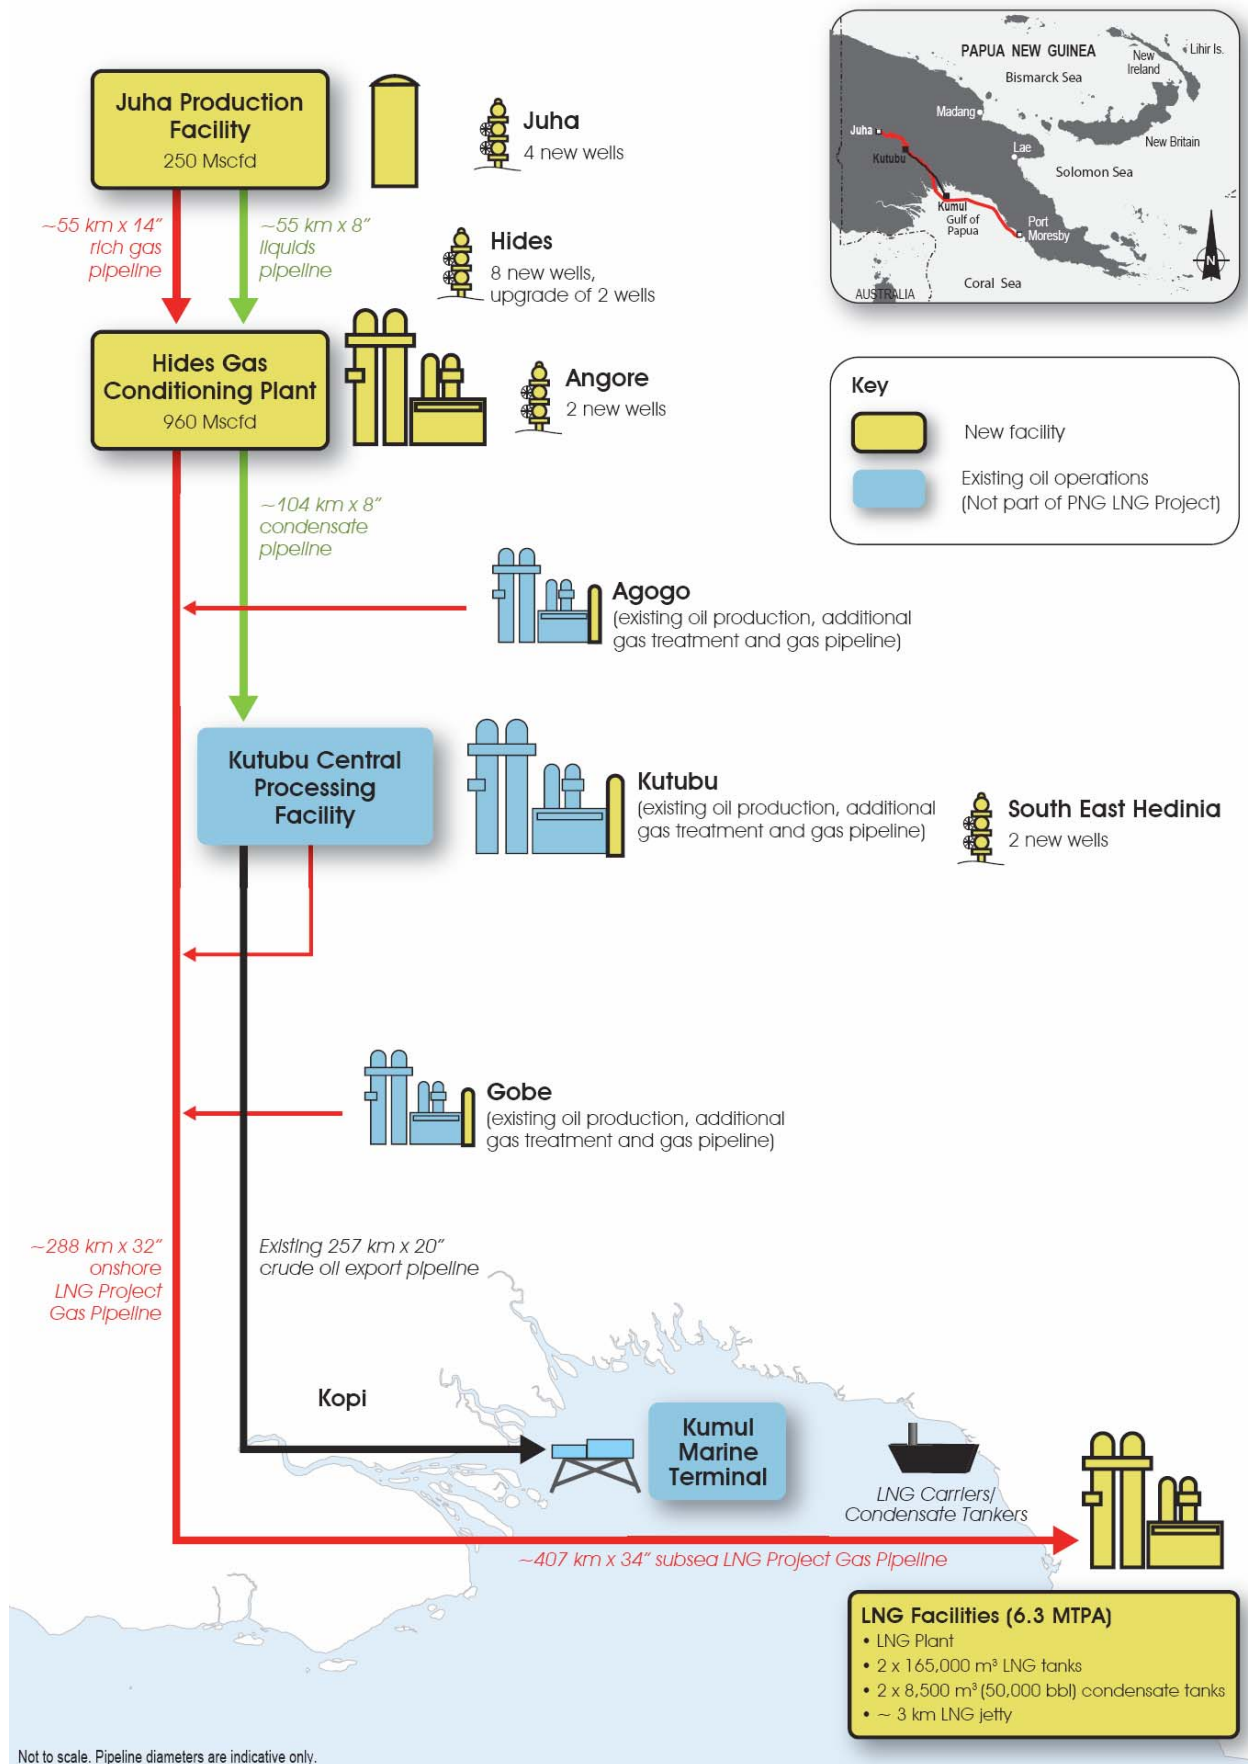 Juha Production
Facility
250 Mscfd
Juha
4 new wells
~55 km x 14”
rich gas
pipeline
~55 km x 8”
liquids
pipeline
Hides
8 new wells,
upgrade of 2 wells
Hides Gas
Conditioning Plant
960 Mscfd
Angore
2 new wells
PAPUA NEW GUINEA
Bismarck Sea
New
Ireland
Lihir Is.
Madang
Juha
Kutubu
Lae
New Britain
Solomon Sea
Kumul
Gulf of
Papua
Port
Moresby
Coral Sea
AUSTRALIA
N
Key
New facility
Existing oil operations
(Not part of PNG LNG Project)
~104 km x 8”
condensate
pipeline
Agogo
(existing oil production, additional
gas treatment and gas pipeline)
Kutubu Central
Processing
Facility
Kutubu
(existing oil production, additional
gas treatment and gas pipeline)
South East Hedinia
2 new wells
Gobe
(existing oil production, additional
gas treatment and gas pipeline)
~288 km x 32”
onshore
LNG Project
Gas Pipeline
Existing 257 km x 20”
crude oil export pipeline
Kopi
Kumul
Marine
Terminal
LNG Carriers/
Condensate Tankers
~407 km x 34” subsea LNG Project Gas Pipeline
LNG Facilities (6.3 MTPA)
• LNG Plant
• 2 x 165,000 m³ LNG tanks
• 2 x 8,500 m³ (50,000 bbl) condensate tanks
• ~ 3 km LNG jetty
Not to scale. Pipeline diameters are indicative only.